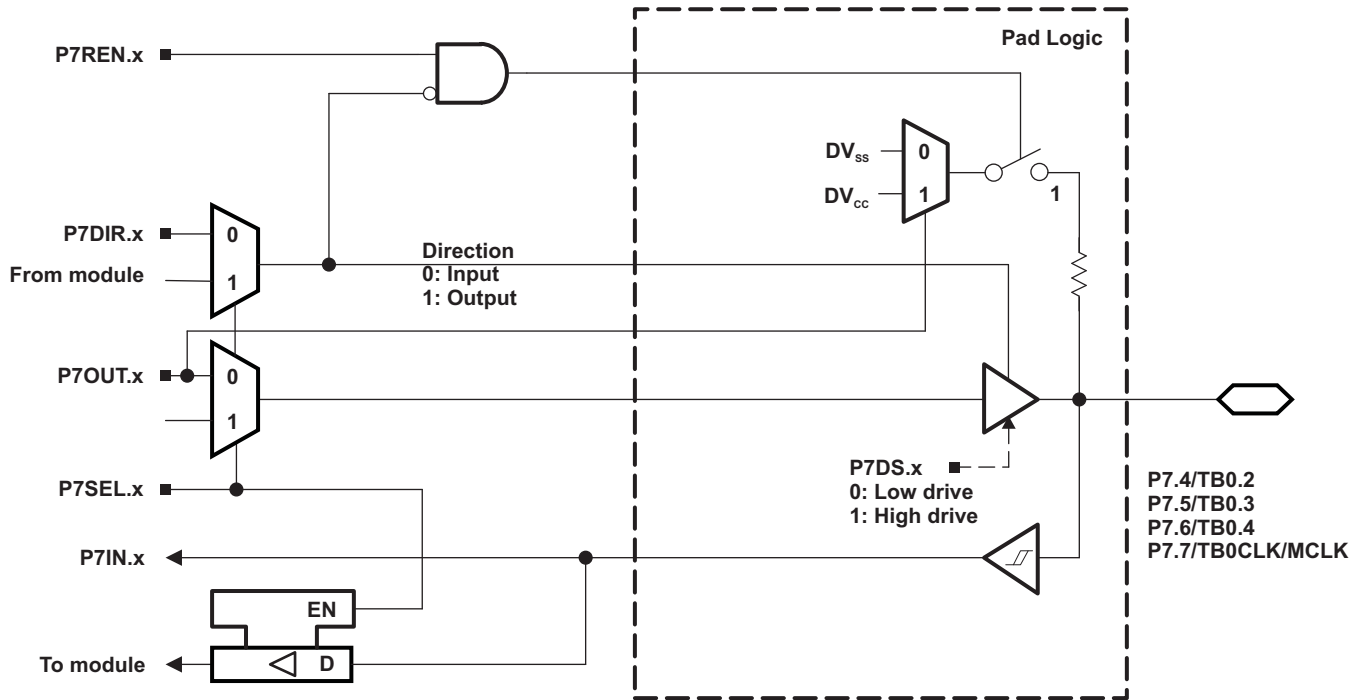 P7REN.x
Pad Logic
DVSS
0
DVCC
1
1
P7DIR.x
0
From module
1
Direction
0: Input
1: Output
P7OUT.x
0
1
P7DS.x
0: Low drive
1: High drive
P7SEL.x
P7.4/TB0.2
P7.5/TB0.3
P7.6/TB0.4
P7.7/TB0CLK/MCLK
P7IN.x
EN
To module
D